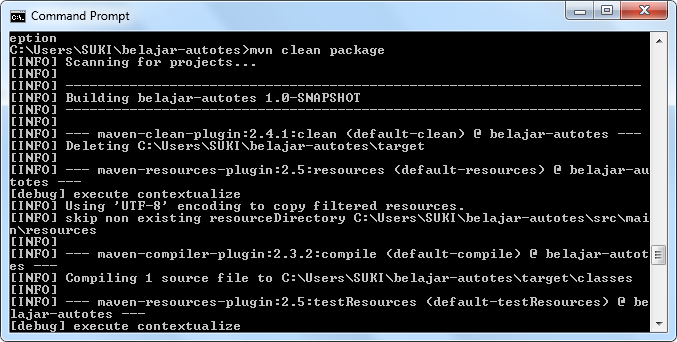 Command Prompt
eption
C:\Users\SUKI\belajar-autotes>mvn clean package
[INFO] Scanning for projects...
[INFO]
[INFO] ------------------------------------------------------------------------
[INFO] Building belajar-autotes 1.0-SNAPSHOT
[INFO] ------------------------------------------------------------------------
[INFO]
[INFO] --- maven-clean-plugin:2.4.1:clean (default-clean) @ belajar-autotes ---
[INFO] Deleting C:\Users\SUKI\belajar-autotes\target
[INFO]
[INFO] --- maven-resources-plugin:2.5:resources (default-resources) @ belajar-au
totes ---
[debug] execute contextualize
[INFO] Using 'UTF-8' encoding to copy filtered resources.
[INFO] skip non existing resourceDirectory C:\Users\SUKI\belajar-autotes\src\mai
n\resources
[INFO]
[INFO] --- maven-compiler-plugin:2.3.2:compile (default-compile) @ belajar-autot
es ---
[INFO] Compiling 1 source file to C:\Users\SUKI\belajar-autotes\target\classes
[INFO]
[INFO] --- maven-resources-plugin:2.5:testResources (default-testResources) @ be
lajar-autotes ---
[debug] execute contextualize